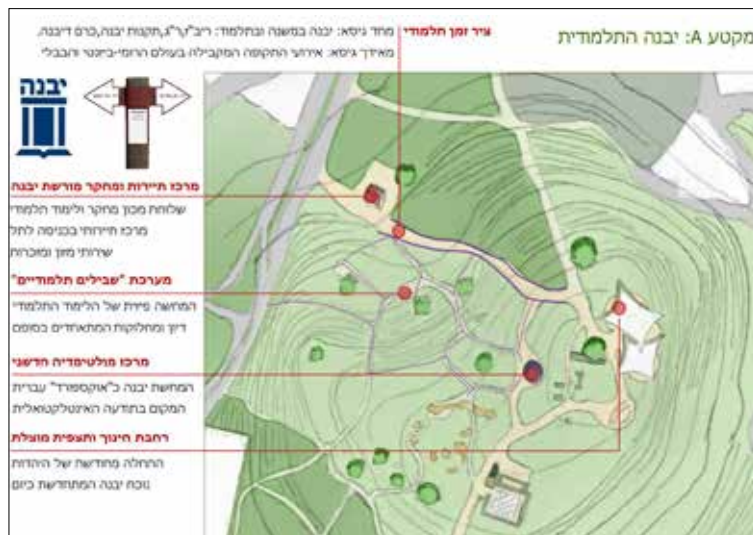 מקטע A: יבנה התלמודית
ציר זמן תלמודי
מחד גיסא: יבנה במשנה ובתלמוד: ריב"ז,ר"ג,תקנות יבנה,כרם דיבנה.
מאידך גיסא: אירועי התקופה המקבילה בעולם הרומי-ביזנטי והבבלי
יבנה
מרכז תיירות ומחקר מורשת יבנה
שלוחת מכון מחקר ולימוד תלמודי
מרכז תיירותי בכניסה לתל
שירותי מזון ומזכרות
מערכת "שבילים תלמודיים"
המחשה פיזית של הלימוד התלמודי
דיון ומחלוקות המתאחדים בסופם
מרכז מולטימדיה חדשני
המחשת יבנה כ"אוקספורד" עברית
המקום בתודעה האינטלקטואלית
רחבת חינוך ותצפית מוצלת
התחלה מחודשת של היהדות
נוכח יבנה המתחדשת כיום